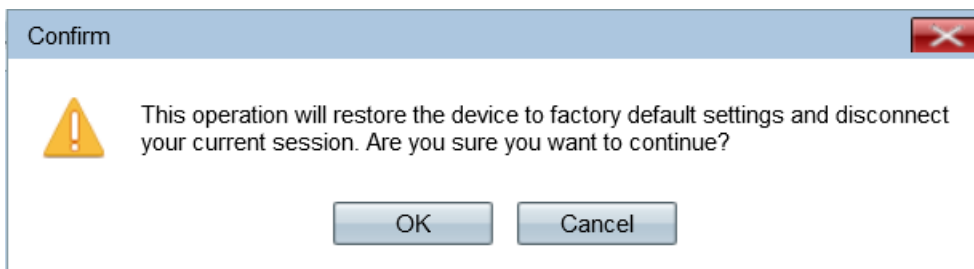 Confirm
This operation will restore the device to factory default settings and disconnect
your current session. Are you sure you want to continue?
OK
Cancel